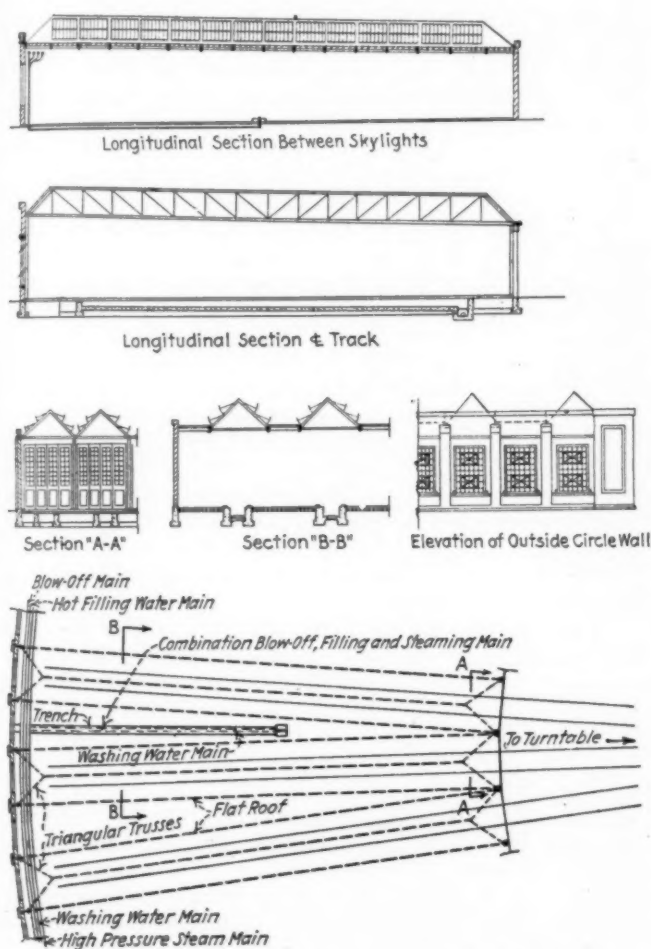 Longitudinal Section Between Skylights
Longitudinal Section ℄ Track
Section "A-A"
Section "B-B"
Elevation of Outside Circle Wall
Blow-Off Main
Hot Filling Water Main
B
Combination Blow-Off, Filling and Steaming Main
A
Trench
Washing Water Main
To Turntable
B
Flat Roof
A
Triangular Trusses
Washing Water Main
High Pressure Steam Main